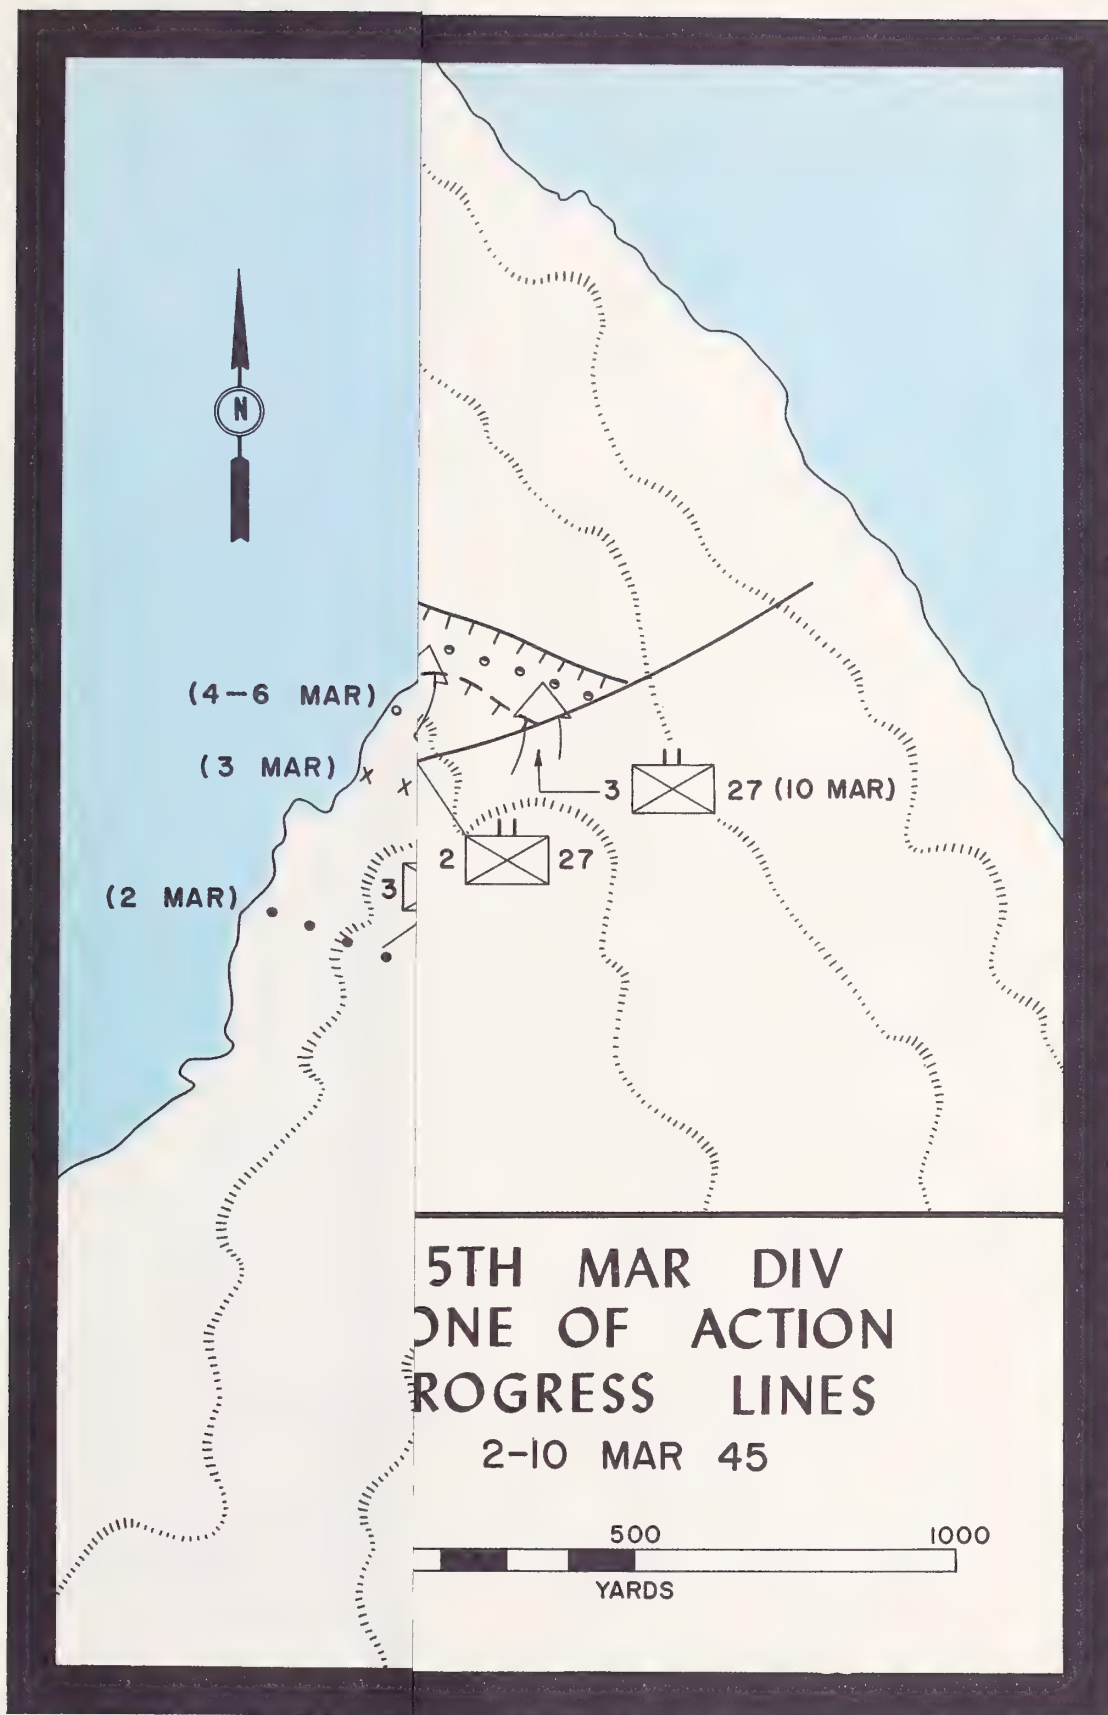 N
(4–6 MAR)
(3 MAR)
3 27 (10 MAR)
2 27
3
(2 MAR)
5TH MAR DIV
ONE OF ACTION
ROGRESS LINES
2–10 MAR 45
500 1000
YARDS